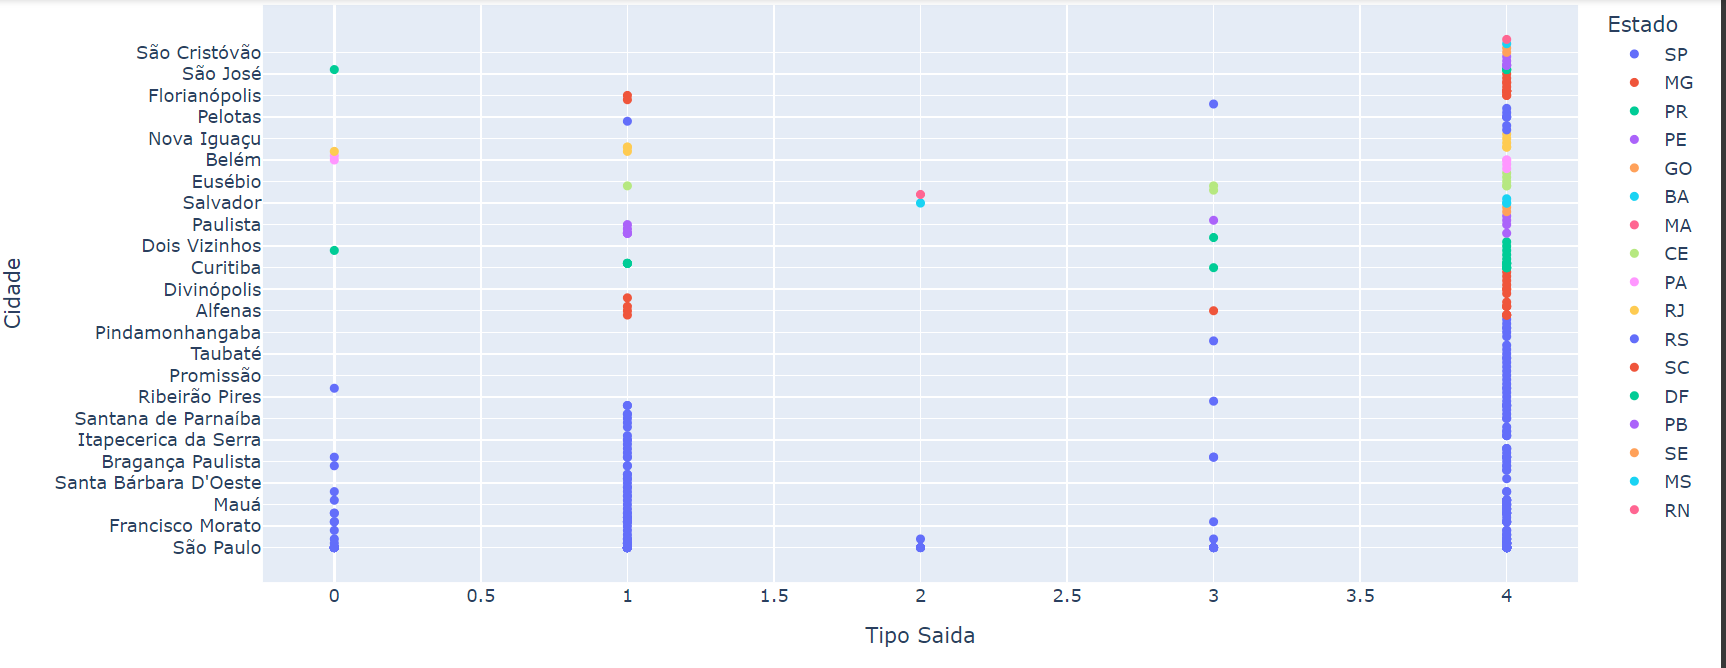 São Cristóvão
São José
Florianópolis
Pelotas
Nova Iguaçu
Belém
Eusébio
Salvador
Paulista
Dois Vizinhos
Curitiba
Divinópolis
Alfenas
Pindamonhangaba
Taubaté
Promissão
Ribeirão Pires
Santana de Parnaíba
Itapecerica da Serra
Bragança Paulista
Santa Bárbara D'Oeste
Mauá
Francisco Morato
São Paulo
Cidade
0 0.5 1 1.5 2 2.5 3 3.5 4
Tipo Saida
Estado
SP
MG
PR
PE
GO
BA
MA
CE
PA
RJ
RS
SC
DF
PB
SE
MS
RN